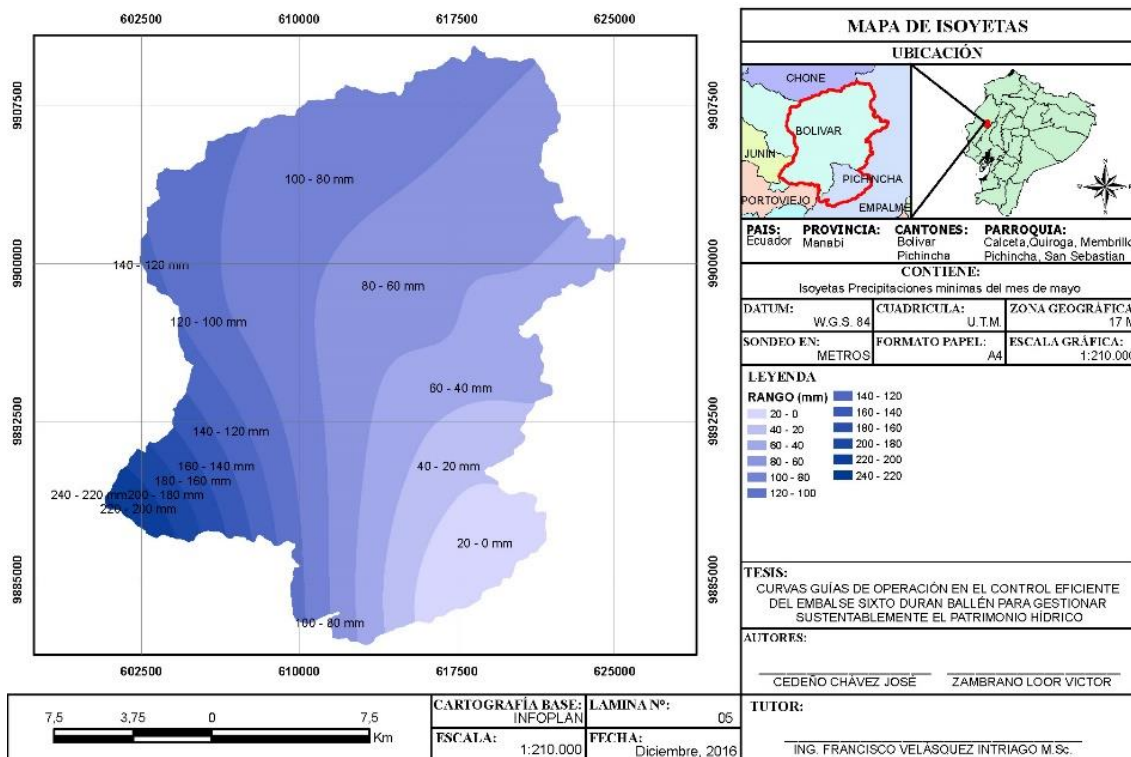 602500 610000 617500 625000
9907500
9900000
9892500
9885000
100 - 80 mm
140 - 120 mm
80 - 60 mm
120 - 100 mm
60 - 40 mm
140 - 120 mm
40 - 20 mm
160 - 140 mm
180 - 160 mm
240 - 220 mm
200 - 180 mm
220 - 200 mm
20 - 0 mm
100 - 80 mm
9907500
9900000
9892500
9885000
602500 610000 617500 625000
MAPA DE ISOYETAS
UBICACIÓN
CHONE
BOLIVAR
JUNIN
PICHINCHA
PORTOVIEJO
EMPALME
PAIS: PROVINCIA: CANTONES: PARROQUIA:
Ecuador Manabi Bolivar Calceta,Quiroga, Membrillo
Pichincha Pichincha, San Sebastian
CONTIENE:
Isoyetas Precipitaciones minimas del mes de mayo
DATUM: CUADRICULA: ZONA GEOGRÁFICA:
W.G.S. 84 U.T.M. 17 M
SONDEO EN: FORMATO PAPEL: ESCALA GRÁFICA:
METROS A4 1:210.000
LEYENDA
RANGO (mm)
20 - 0
40 - 20
60 - 40
80 - 60
100 - 80
120 - 100
140 - 120
160 - 140
180 - 160
200 - 180
220 - 200
240 - 220
TESIS:
CURVAS GUÍAS DE OPERACIÓN EN EL CONTROL EFICIENTE
DEL EMBALSE SIXTO DURAN BALLÉN PARA GESTIONAR
SUSTENTABLEMENTE EL PATRIMONIO HÍDRICO
AUTORES:
CEDEÑO CHÁVEZ JOSÉ ZAMBRANO LOOR VICTOR
TUTOR:
ING. FRANCISCO VELÁSQUEZ INTRIAGO M.Sc.
7,5 3,75 0 7,5
Km
CARTOGRAFÍA BASE: LAMINA Nº:
INFOPLAN 05
ESCALA: FECHA:
1:210.000 Diciembre, 2016